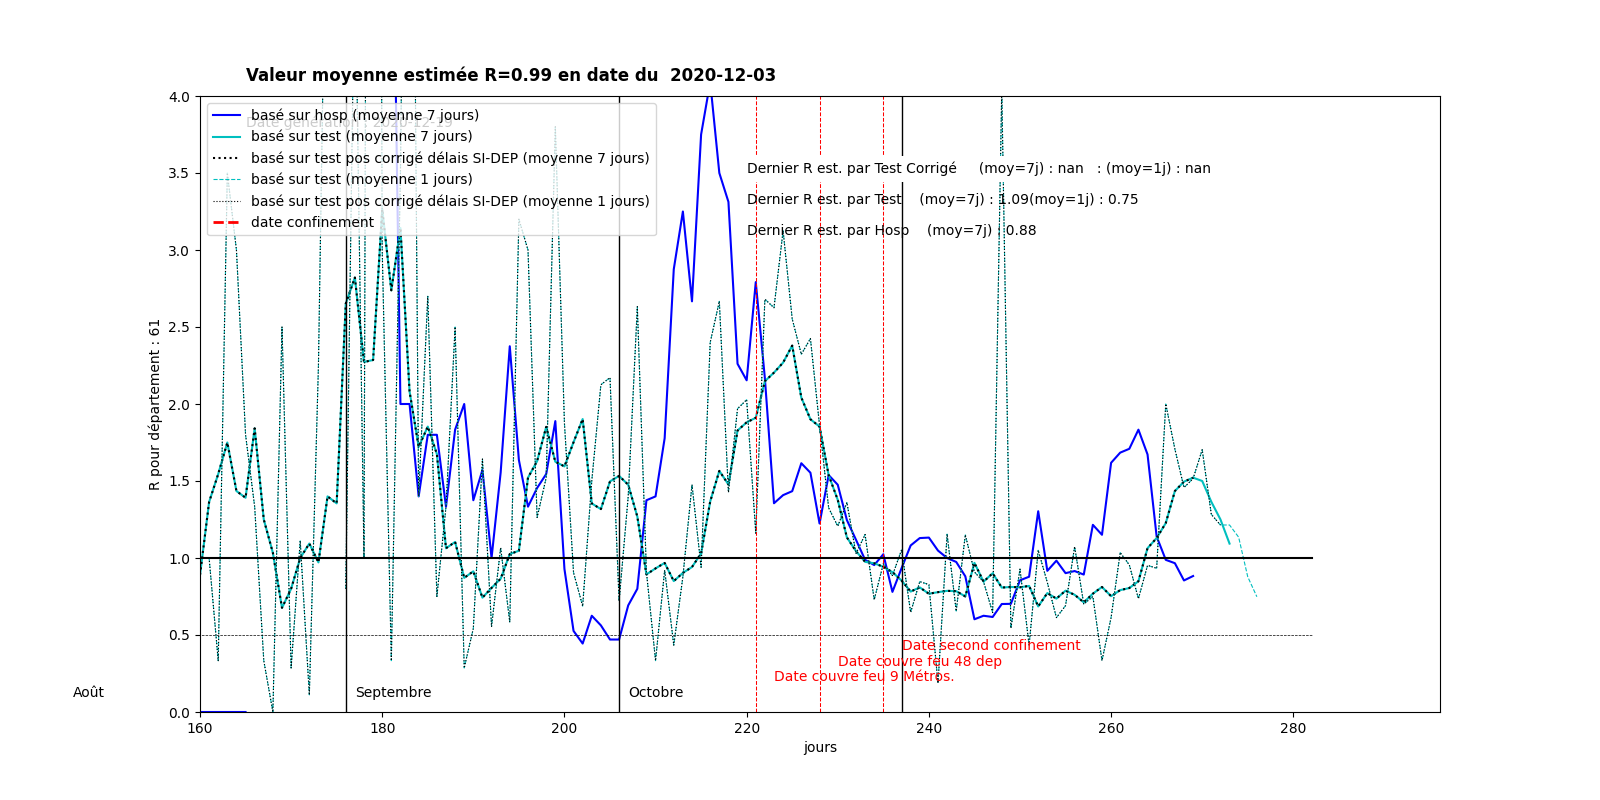 Valeur moyenne estimée R=0.99 en date du  2020-12-03
4.0
3.5
3.0
2.5
2.0
1.5
1.0
0.5
0.0
R pour département : 61
basé sur hosp (moyenne 7 jours)
basé sur test (moyenne 7 jours)
basé sur test pos corrigé délais SI-DEP (moyenne 7 jours)
basé sur test (moyenne 1 jours)
basé sur test pos corrigé délais SI-DEP (moyenne 1 jours)
date confinement
Dernier R est. par Test Corrigé     (moy=7j) : nan   : (moy=1j) : nan
Dernier R est. par Test    (moy=7j) : 1.09(moy=1j) : 0.75
Dernier R est. par Hosp    (moy=7j) : 0.88
Date second confinement
Date couvre feu 48 dep
Date couvre feu 9 Métros.
Août
Septembre
Octobre
160
180
200
220
240
260
280
jours